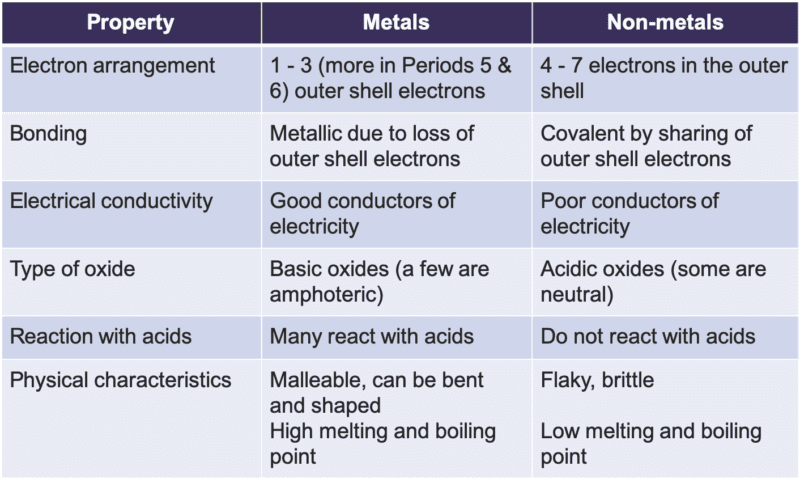 Property Metals Non-metals
Electron arrangement
1 - 3 (more in Periods 5 &
6) outer shell electrons
4 - 7 electrons in the outer
shell
Bonding
Metallic due to loss of
outer shell electrons
Covalent by sharing of
outer shell electrons
Electrical conductivity
Good conductors of
electricity
Poor conductors of
electricity
Type of oxide
Basic oxides (a few are
amphoteric)
Acidic oxides (some are
neutral)
Reaction with acids
Many react with acids
Do not react with acids
Physical characteristics
Malleable, can be bent
and shaped
High melting and boiling
point
Flaky, brittle
Low melting and boiling
point